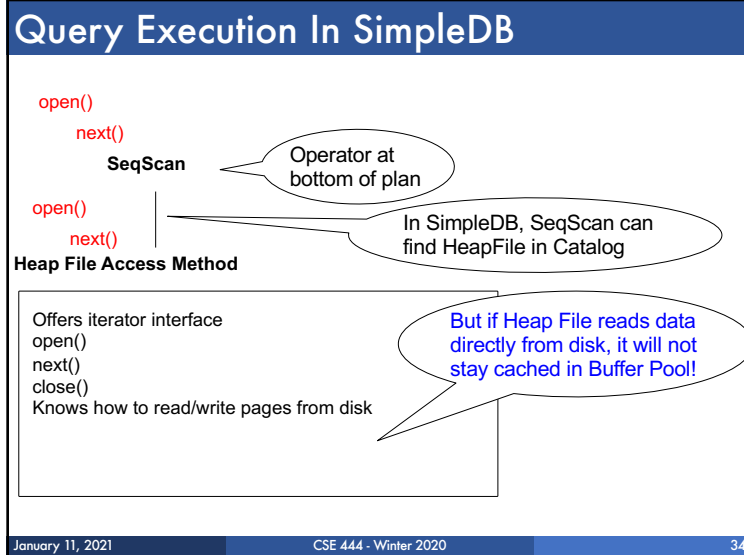 Query Execution In SimpleDB
open()
next()
SeqScan
Operator at
bottom of plan
open()
next()
In SimpleDB, SeqScan can
find HeapFile in Catalog
Heap File Access Method
Offers iterator interface
open()
next()
close()
Knows how to read/write pages from disk
But if Heap File reads data
directly from disk, it will not
stay cached in Buffer Pool!
January 11, 2021
CSE 444 - Winter 2020
34